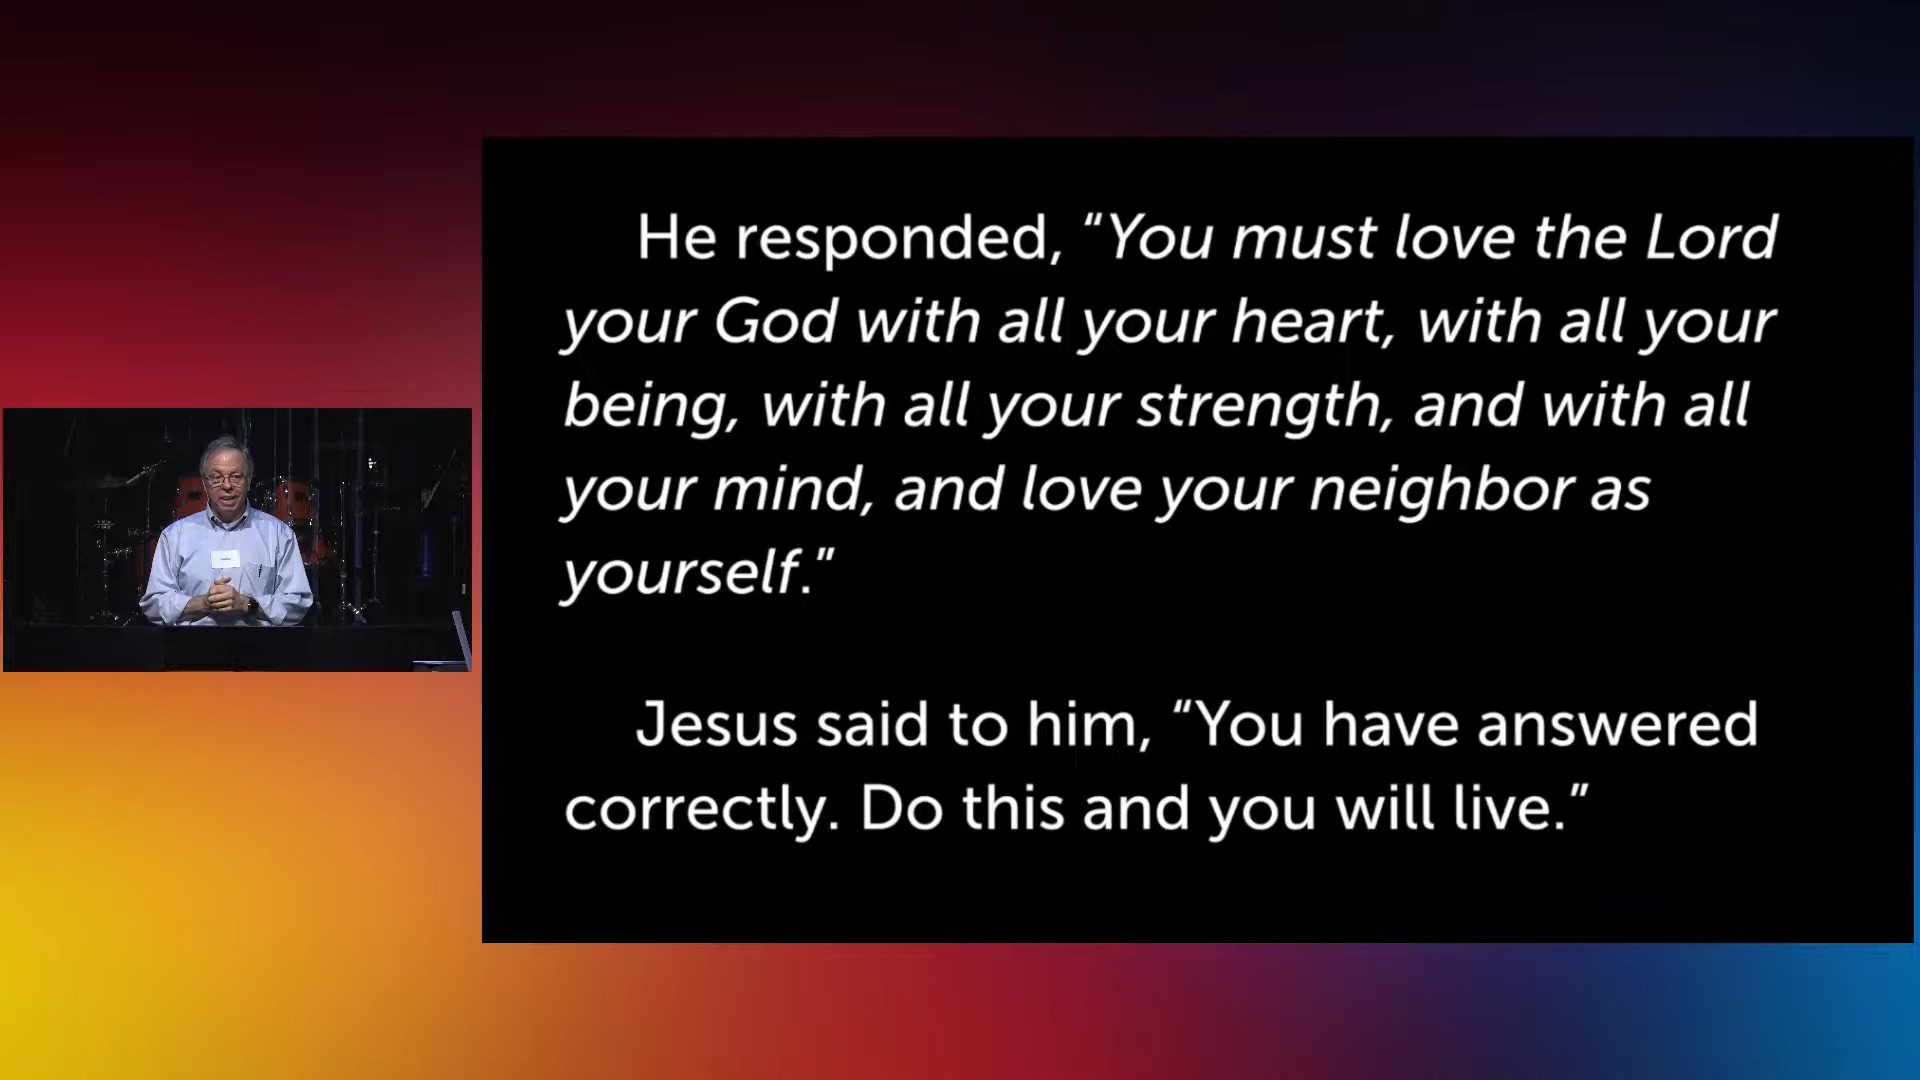 He responded, “You must love the Lord
your God with all your heart, with all your
being, with all your strength, and with all
your mind, and love your neighbor as
yourself.”
Jesus said to him, “You have answered
correctly. Do this and you will live.”